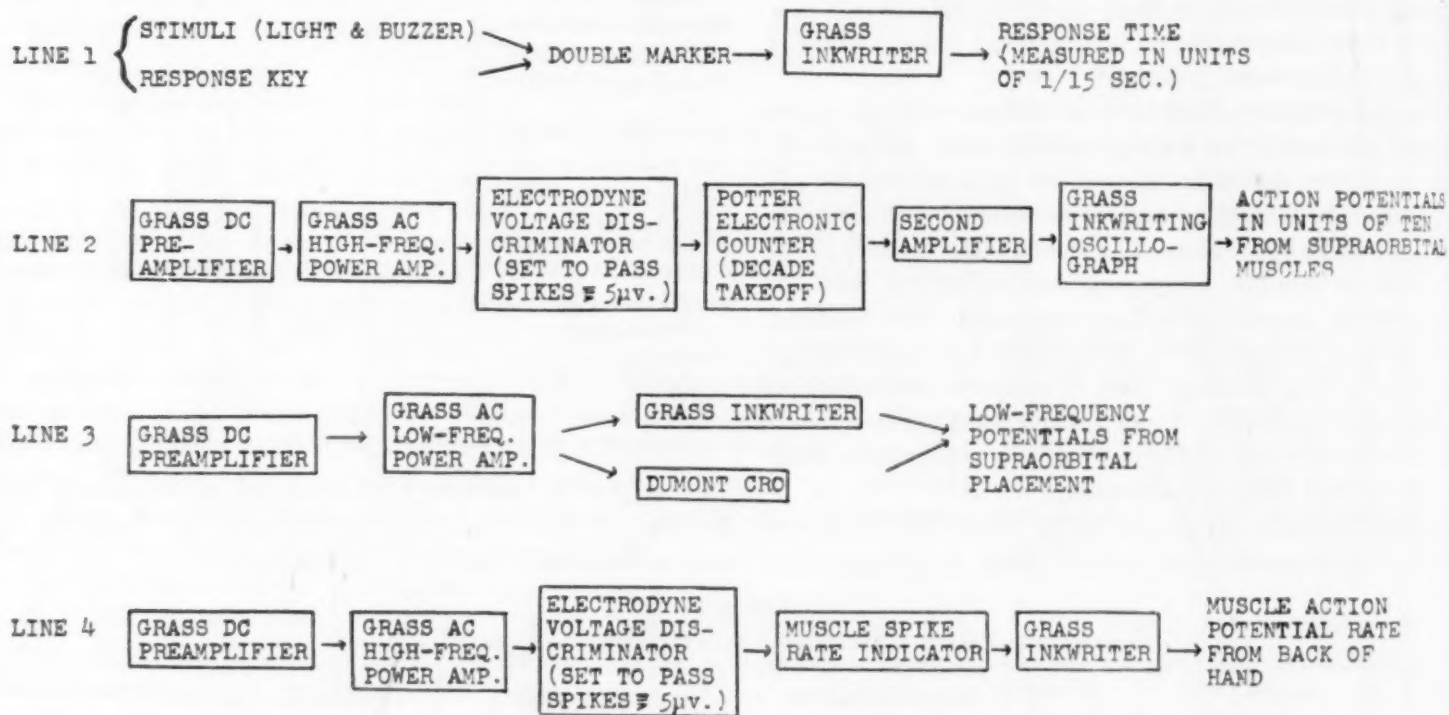 LINE 1
STIMULI (LIGHT & BUZZER)
RESPONSE KEY
DOUBLE MARKER
GRASS
INKWRITER
RESPONSE TIME
(MEASURED IN UNITS
OF 1/15 SEC.)
LINE 2
GRASS DC
PRE-
AMPLIFIER
GRASS AC
HIGH-FREQ.
POWER AMP.
ELECTRODYNE
VOLTAGE DIS-
CRIMINATOR
(SET TO PASS
SPIKES 5μv.)
POTTER
ELECTRONIC
COUNTER
(DECADE
TAKEOFF)
SECOND
AMPLIFIER
GRASS
INKWRITING
OSCILLO-
GRAPH
ACTION POTENTIALS
IN UNITS OF TEN
FROM SUPRAORBITAL
MUSCLES
LINE 3
GRASS DC
PREAMPLIFIER
GRASS AC
LOW-FREQ.
POWER AMP.
GRASS INKWRITER
DUMONT CRO
LOW-FREQUENCY
POTENTIALS FROM
SUPRAORBITAL
PLACEMENT
LINE 4
GRASS DC
PREAMPLIFIER
GRASS AC
HIGH-FREQ.
POWER AMP.
ELECTRODYNE
VOLTAGE DIS-
CRIMINATOR
(SET TO PASS
SPIKES 5μv.)
MUSCLE SPIKE
RATE INDICATOR
GRASS
INKWRITER
MUSCLE ACTION
POTENTIAL RATE
FROM BACK OF
HAND